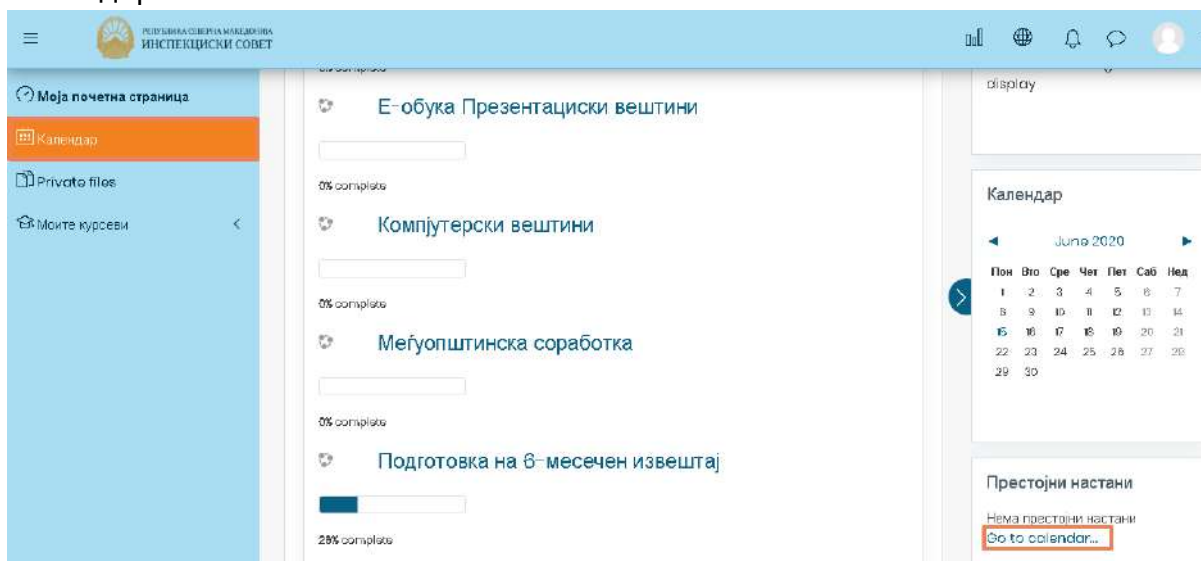 РЕПУБЛИКА СЕВЕРНА МАКЕДОНИЈА
ИНСПЕКЦИСКИ СОВЕТ
Моја почетна страница
Календар
Private files
Моите курсеви
complete
Е-обука Презентациски вештини
0% complete
Компјутерски вештини
0% complete
Меѓуопштинска соработка
0% complete
Подготовка на 6-месечен извештај
display
Календар
June 2020
Пон Вто Сре Чет Пет Саб Нед
1 2 3 4 5 6 7
8 9 10 11 12 13 14
15 16 17 18 19 20 21
22 23 24 25 26 27 28
29 30
Престојни настани
Нема престојни настани
Go to calendar...